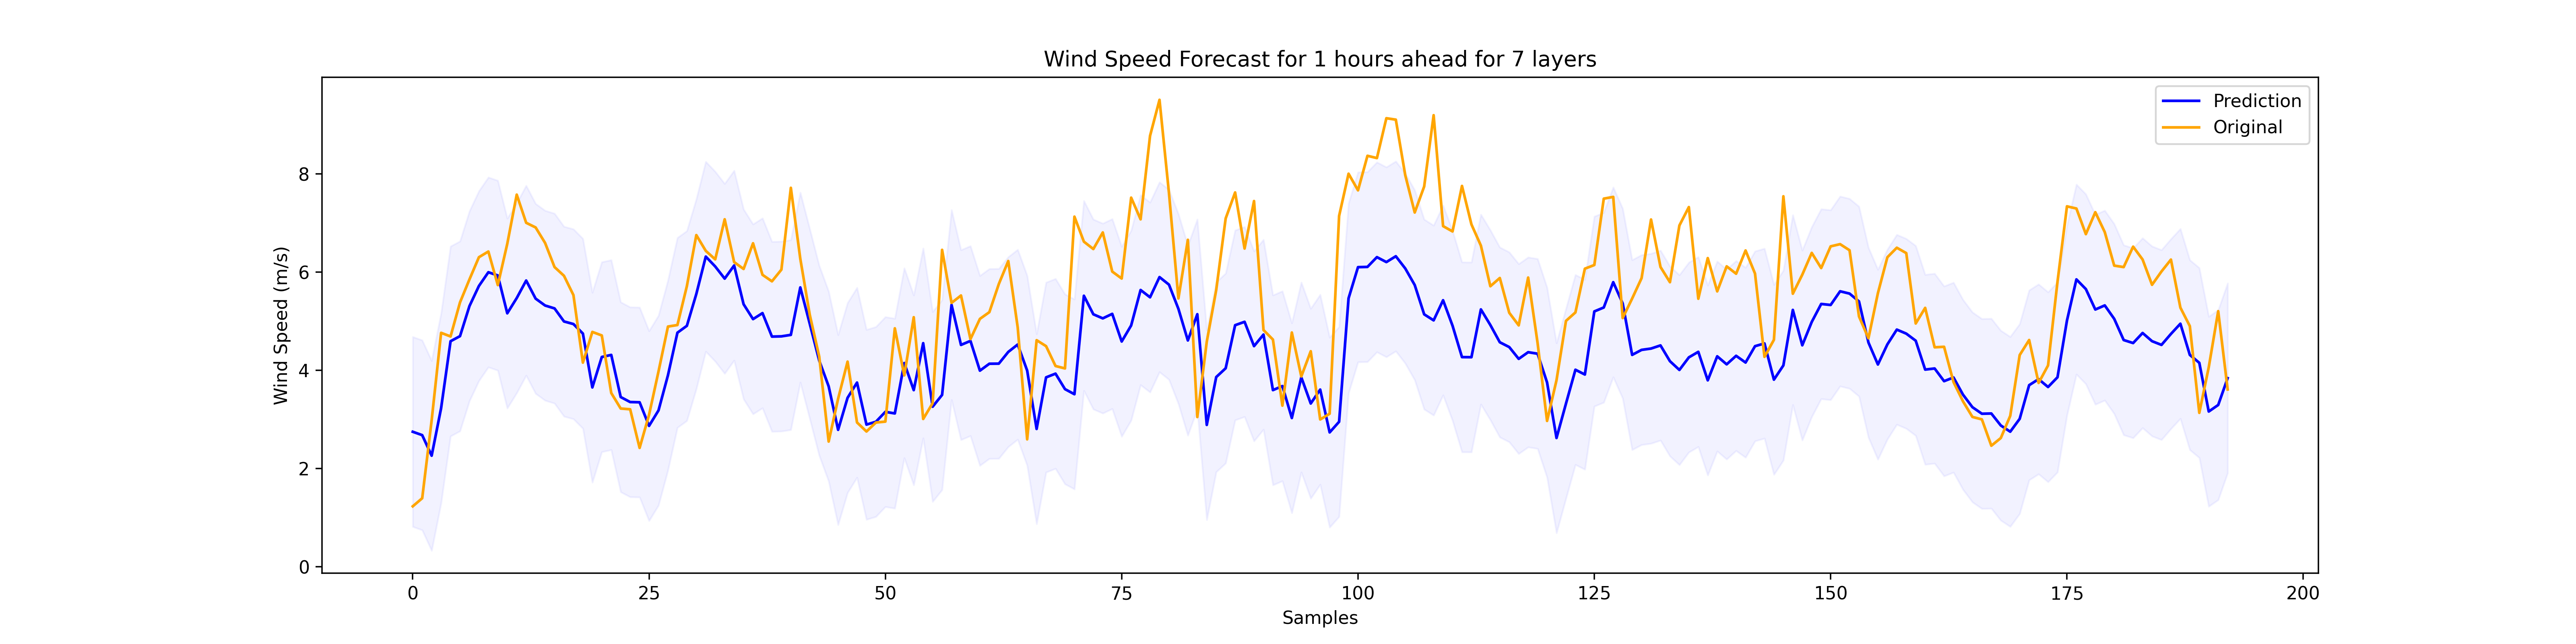 Wind Speed Forecast for 1 hours ahead for 7 layers
Prediction
Original
Wind Speed (m/s)
8
6
4
2
0
0 25 50 75 100 125 150 175 200
Samples